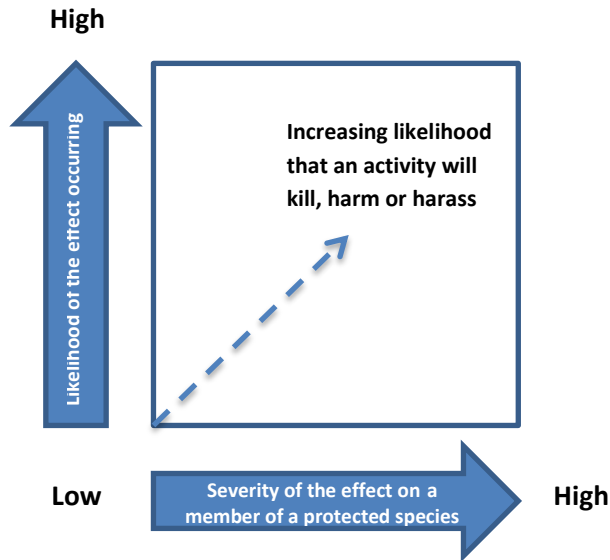 High
Likelihood of the effect occurring
Increasing likelihood
that an activity will
kill, harm or harass
Low
Severity of the effect on a
member of a protected species
High